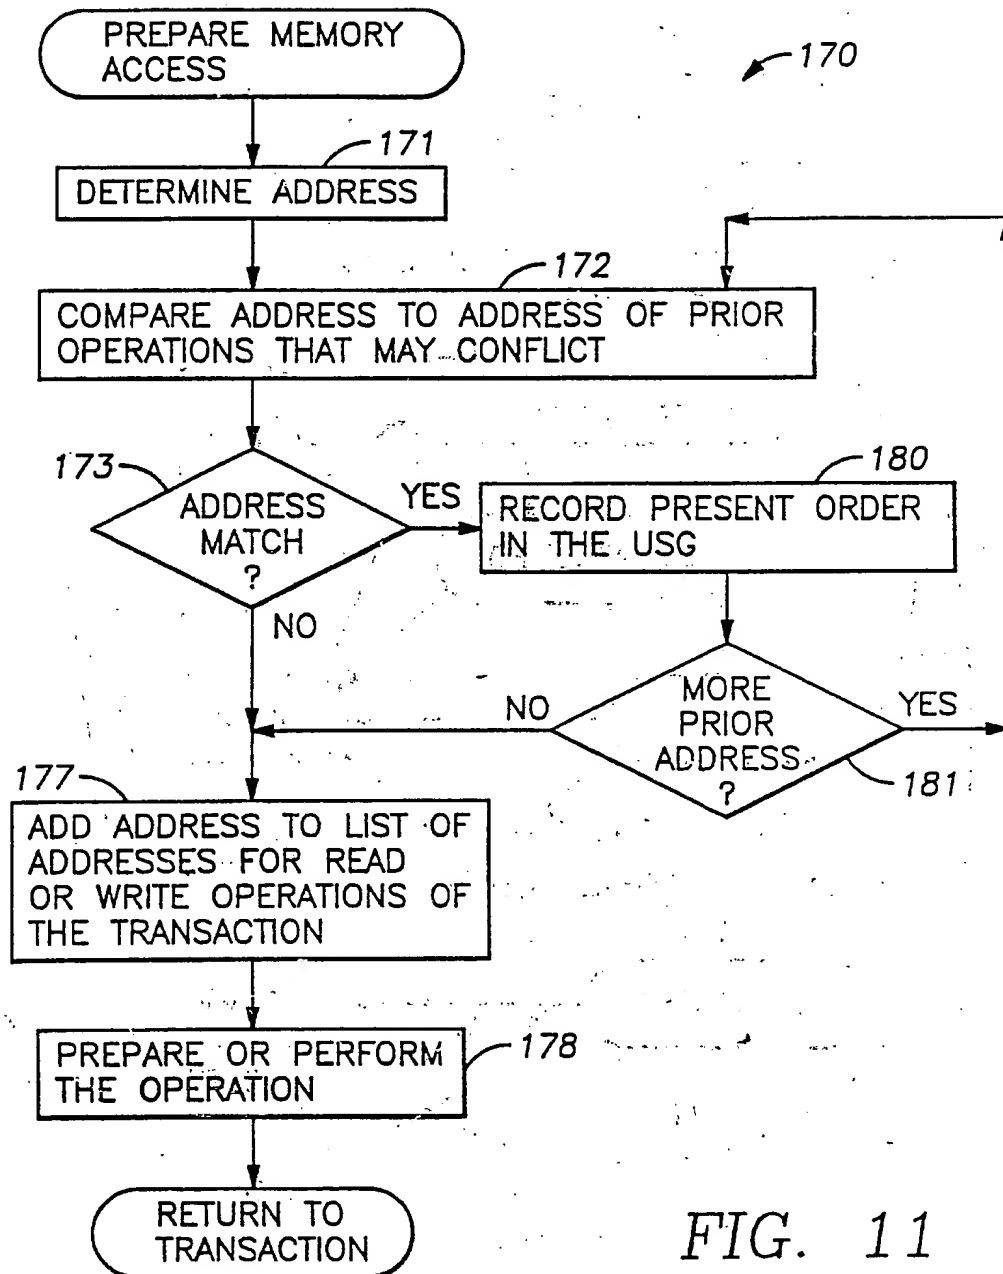 PREPARE MEMORY
ACCESS
170
171
DETERMINE ADDRESS
172
COMPARE ADDRESS TO ADDRESS OF PRIOR
OPERATIONS THAT MAY CONFLICT
173
ADDRESS
MATCH
?
YES
NO
180
RECORD PRESENT ORDER
IN THE USG
MORE
PRIOR
ADDRESS
?
NO
YES
181
177
ADD ADDRESS TO LIST OF
ADDRESSES FOR READ
OR WRITE OPERATIONS OF
THE TRANSACTION
PREPARE OR PERFORM
THE OPERATION
178
RETURN TO
TRANSACTION
FIG. 11